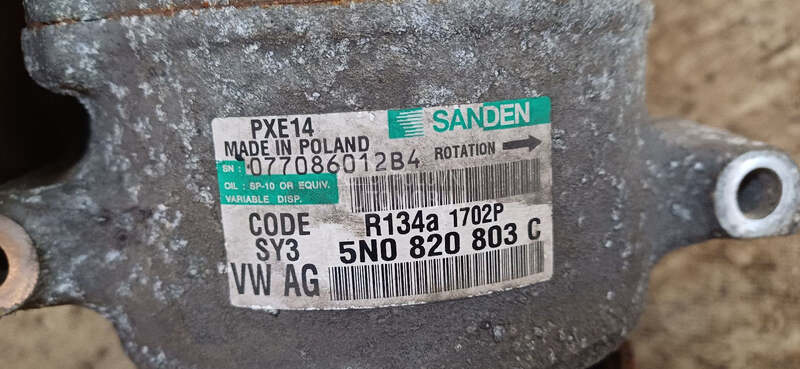 PXE14
SANDEN
MADE IN POLAND
ROTATION
SN: 077086012B4
OIL : SP-10 OR EQUIV.
VARIABLE DISP.
CODE R134a 1702P
SY3 5N0 820 803 C
VW AG